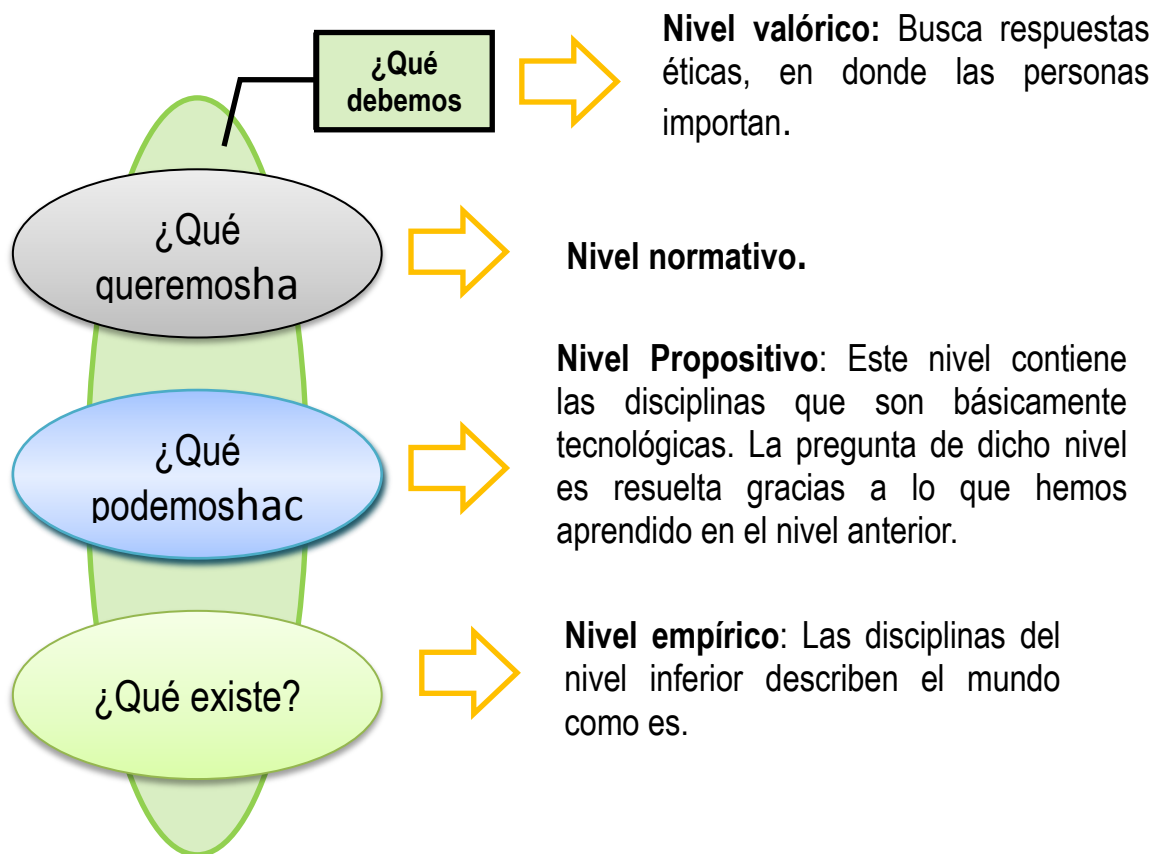 ¿Qué
debemos
Nivel valórico: Busca respuestas
éticas, en donde las personas
importan.
¿Qué
queremosha
Nivel normativo.
¿Qué
podemoshac
Nivel Propositivo: Este nivel contiene
las disciplinas que son básicamente
tecnológicas. La pregunta de dicho nivel
es resuelta gracias a lo que hemos
aprendido en el nivel anterior.
¿Qué existe?
Nivel empírico: Las disciplinas del
nivel inferior describen el mundo
como es.